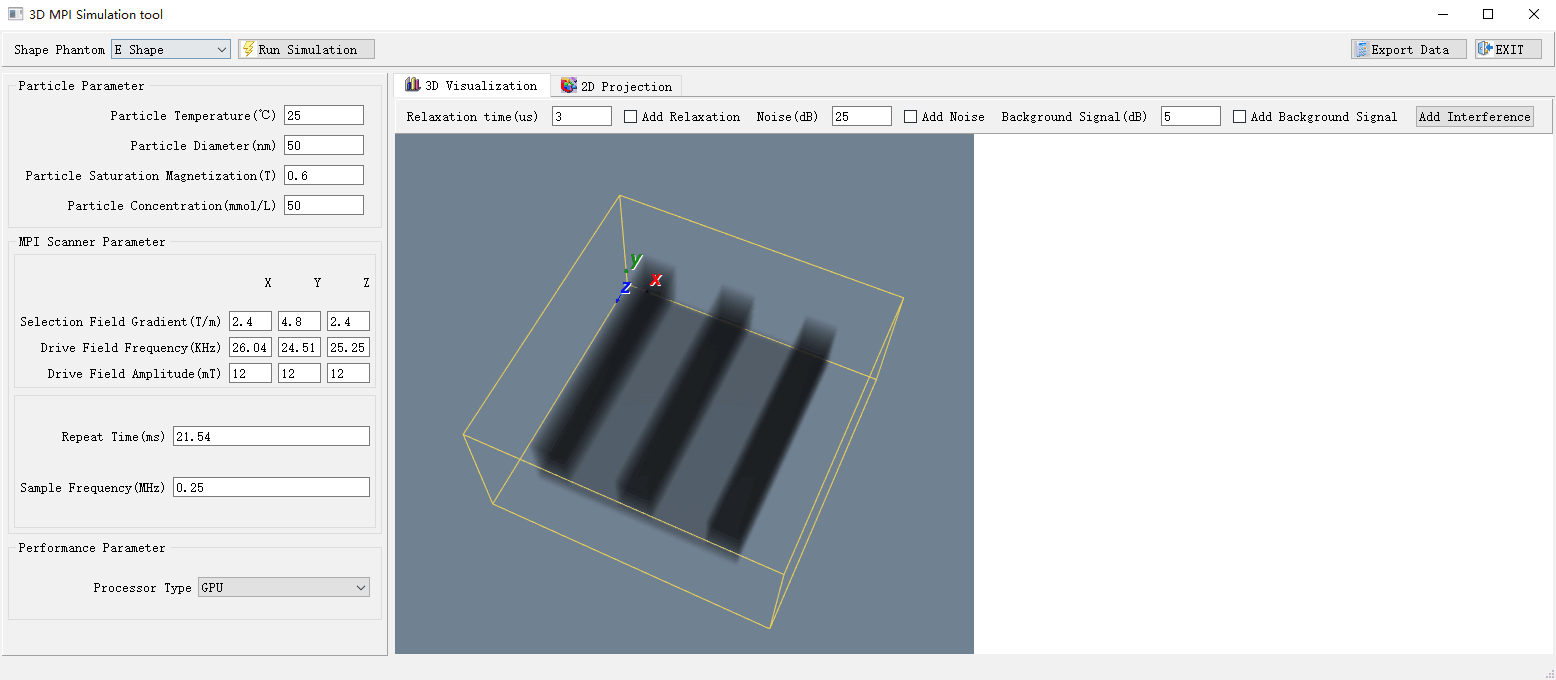 3D MPI Simulation tool
Shape Phantom E Shape Run Simulation Export Data EXIT
Particle Parameter
Particle Temperature(℃) 25
Particle Diameter(nm) 50
Particle Saturation Magnetization(T) 0.6
Particle Concentration(mmol/L) 50
MPI Scanner Parameter
X Y Z
Selection Field Gradient(T/m) 2.4 4.8 2.4
Drive Field Frequency(KHz) 26.04 24.51 25.25
Drive Field Amplitude(mT) 12 12 12
Repeat Time(ms) 21.54
Sample Frequency(MHz) 0.25
Performance Parameter
Processor Type GPU
3D Visualization 2D Projection
Relaxation time(us) 3 Add Relaxation Noise(dB) 25 Add Noise Background Signal(dB) 5 Add Background Signal Add Interference
y
x
z